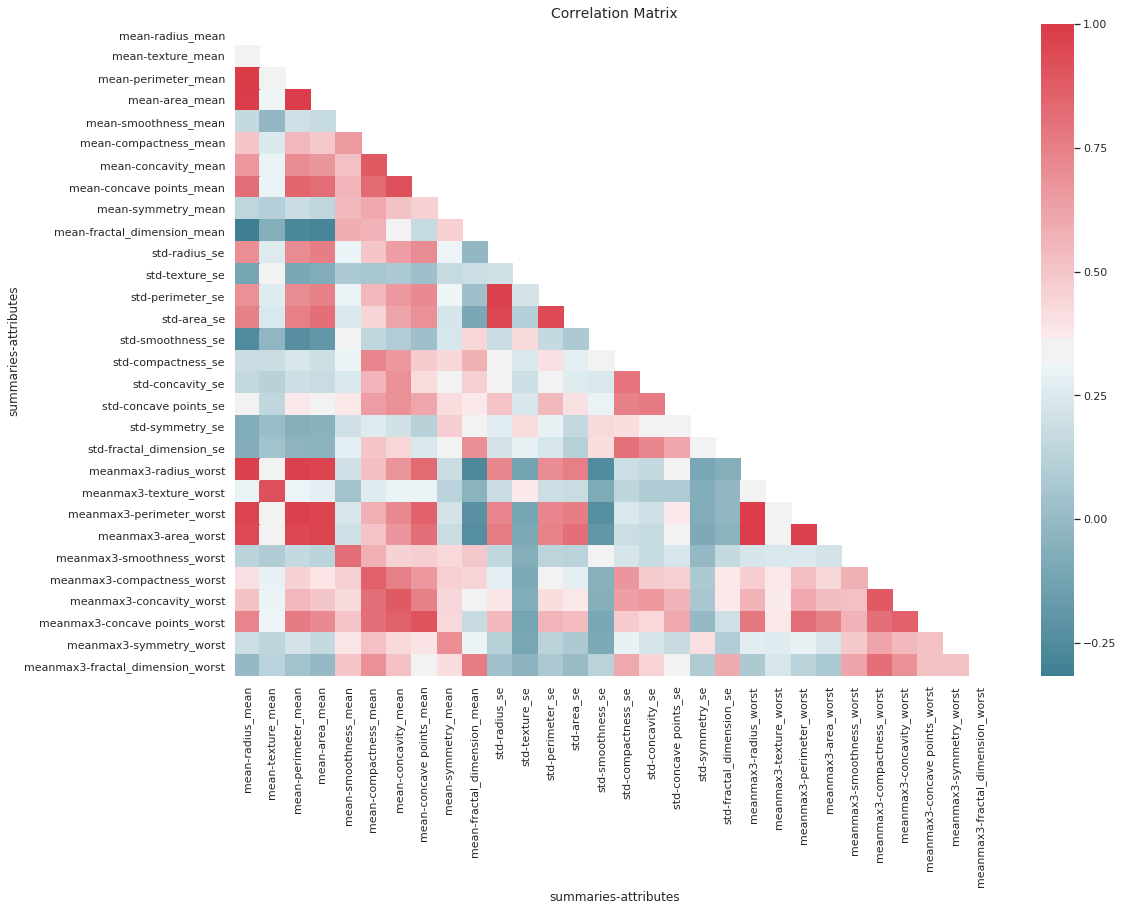 Correlation Matrix
mean-radius_mean
mean-texture_mean
mean-perimeter_mean
mean-area_mean
mean-smoothness_mean
mean-compactness_mean
mean-concavity_mean
mean-concave points_mean
mean-symmetry_mean
mean-fractal_dimension_mean
std-radius_se
std-texture_se
std-perimeter_se
std-area_se
std-smoothness_se
std-compactness_se
std-concavity_se
std-concave points_se
std-symmetry_se
std-fractal_dimension_se
meanmax3-radius_worst
meanmax3-texture_worst
meanmax3-perimeter_worst
meanmax3-area_worst
meanmax3-smoothness_worst
meanmax3-compactness_worst
meanmax3-concavity_worst
meanmax3-concave points_worst
meanmax3-symmetry_worst
meanmax3-fractal_dimension_worst
summaries-attributes
mean-radius_mean
mean-texture_mean
mean-perimeter_mean
mean-area_mean
mean-smoothness_mean
mean-compactness_mean
mean-concavity_mean
mean-concave points_mean
mean-symmetry_mean
mean-fractal_dimension_mean
std-radius_se
std-texture_se
std-perimeter_se
std-area_se
std-smoothness_se
std-compactness_se
std-concavity_se
std-concave points_se
std-symmetry_se
std-fractal_dimension_se
meanmax3-radius_worst
meanmax3-texture_worst
meanmax3-perimeter_worst
meanmax3-area_worst
meanmax3-smoothness_worst
meanmax3-compactness_worst
meanmax3-concavity_worst
meanmax3-concave points_worst
meanmax3-symmetry_worst
meanmax3-fractal_dimension_worst
summaries-attributes
1.00
0.75
0.50
0.25
0.00
−0.25